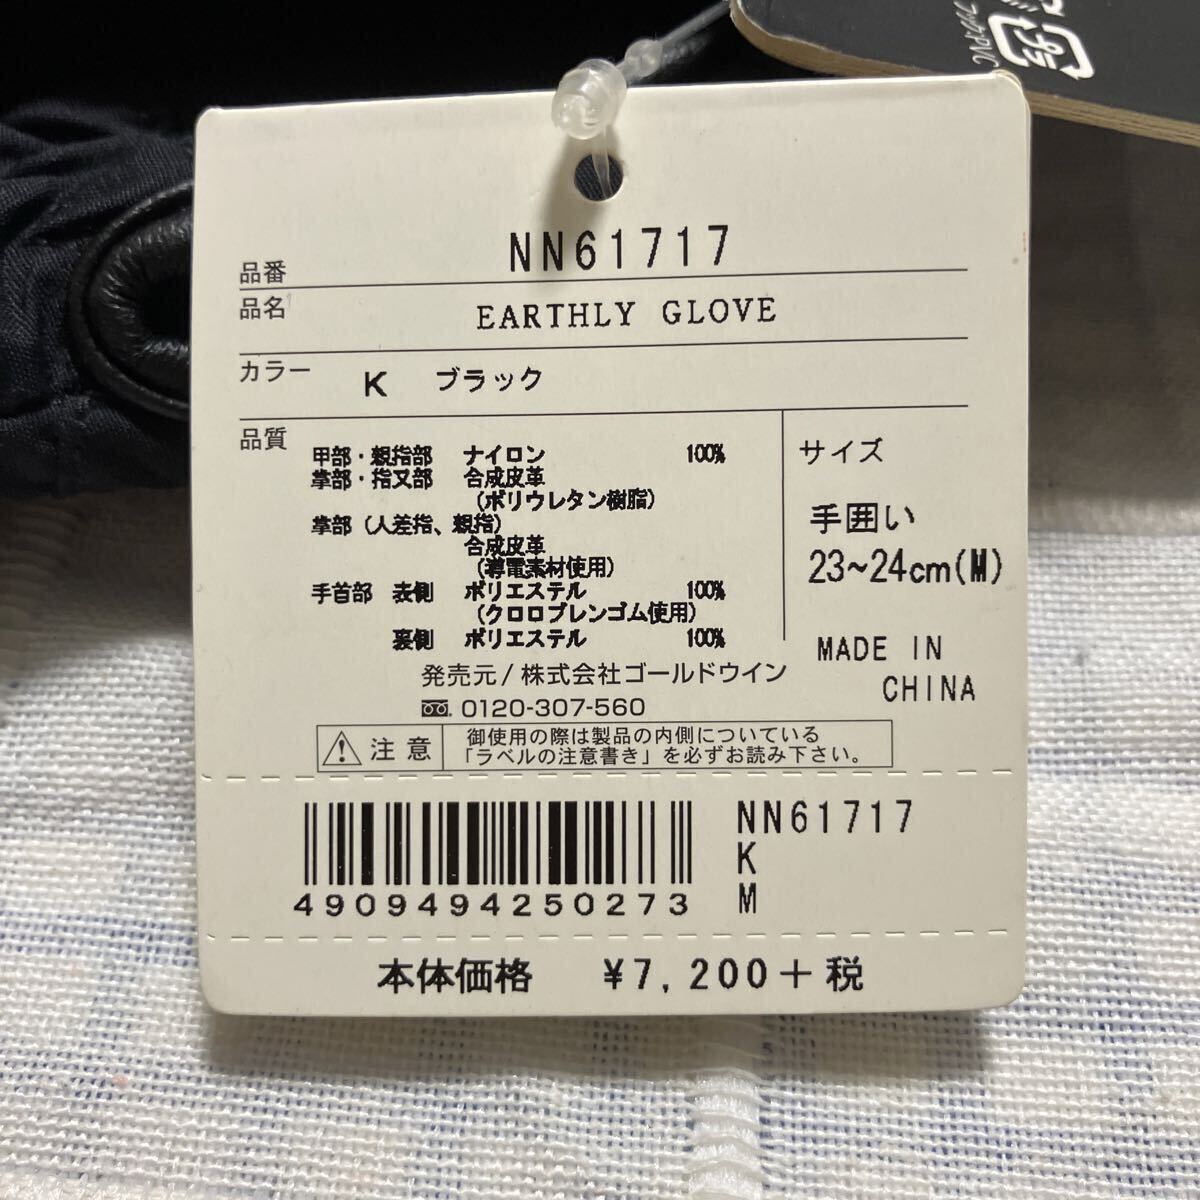 フックPVC
品番 NN61717
品名 EARTHLY GLOVE
カラー K ブラック
品質
甲部・親指部 ナイロン 100%
掌部・指又部 合成皮革
(ポリウレタン樹脂)
掌部(人差指、親指)
合成皮革
(導電素材使用)
手首部 表側 ポリエステル 100%
(クロロプレンゴム使用)
裏側 ポリエステル 100%
サイズ
手囲い
23~24cm(M)
MADE IN
CHINA
発売元/株式会社ゴールドウイン
0120-307-560
注意
御使用の際は製品の内側についている
「ラベルの注意書き」を必ずお読み下さい。
4909494250273
NN61717
K
M
本体価格 ¥7,200+税